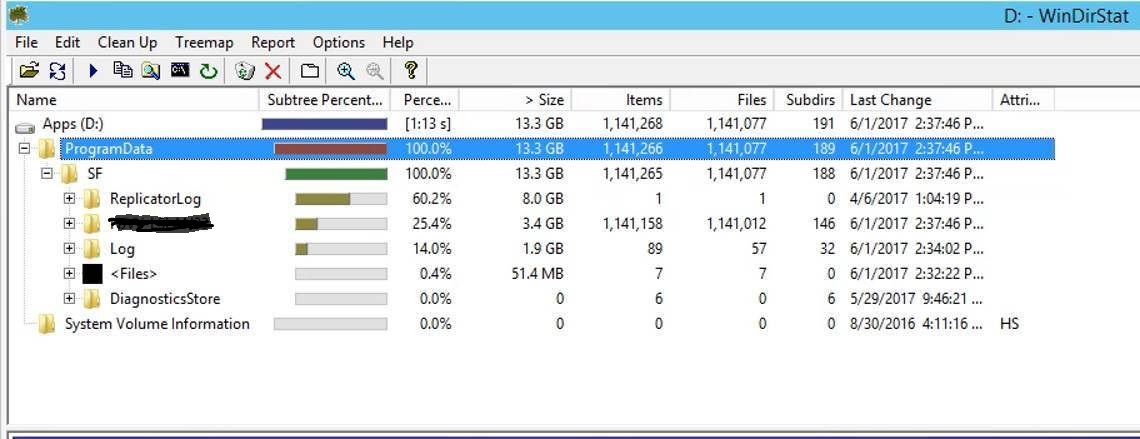 D: - WinDirStat
File Edit Clean Up Treemap Report Options Help
Name Subtree Percent... Perce... > Size Items Files Subdirs Last Change Attri...
Apps (D:) [1:13 s] 13.3 GB 1,141,268 1,141,077 191 6/1/2017 2:37:46 P...
ProgramData 100.0% 13.3 GB 1,141,266 1,141,077 189 6/1/2017 2:37:46 P...
SF 100.0% 13.3 GB 1,141,265 1,141,077 188 6/1/2017 2:37:46 P...
ReplicatorLog 60.2% 8.0 GB 1 1 0 4/6/2017 1:04:19 P...
25.4% 3.4 GB 1,141,158 1,141,012 146 6/1/2017 2:37:46 P...
Log 14.0% 1.9 GB 89 57 32 6/1/2017 2:34:02 P...
<Files> 0.4% 51.4 MB 7 7 0 6/1/2017 2:32:22 P...
DiagnosticsStore 0.0% 0 6 0 6 5/29/2017 9:46:21 ...
System Volume Information 0.0% 0 0 0 0 8/30/2016 4:11:16 ... HS